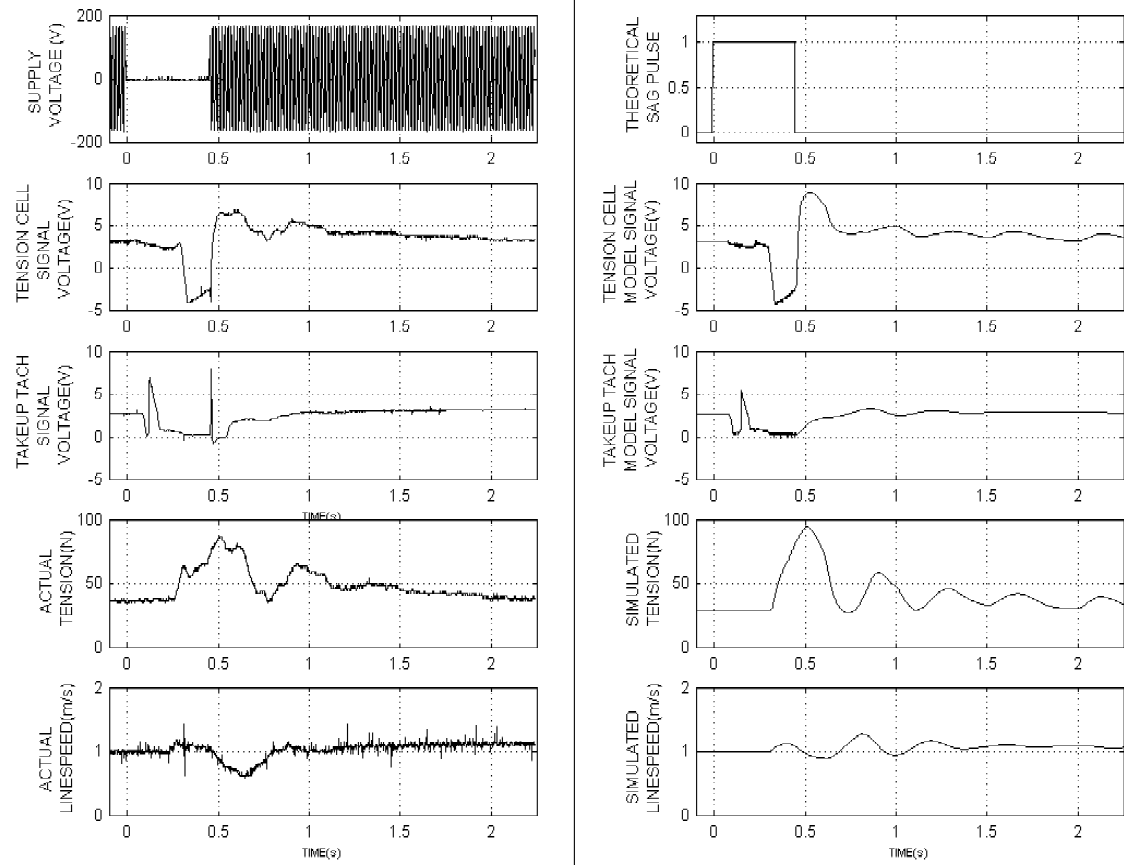 SUPPLY
VOLTAGE (V)
200
0
-200
0 0.5 1 1.5 2
TENSION CELL
SIGNAL
VOLTAGE(V)
10
5
0
-5
0 0.5 1 1.5 2
TAKEUP TACH
SIGNAL
VOLTAGE(V)
10
5
0
-5
0 0.5 1 1.5 2
TIME(s)
ACTUAL
TENSION(N)
100
50
0
0 0.5 1 1.5 2
ACTUAL
LINESPEED(m/s)
2
1
0
0 0.5 1 1.5 2
TIME(s)
THEORETICAL
SAG PULSE
1
0.5
0
0 0.5 1 1.5 2
TENSION CELL
MODEL SIGNAL
VOLTAGE(V)
10
5
0
-5
0 0.5 1 1.5 2
TAKEUP TACH
MODEL SIGNAL
VOLTAGE(V)
10
5
0
-5
0 0.5 1 1.5 2
SIMULATED
TENSION(N)
100
50
0
0 0.5 1 1.5 2
SIMULATED
LINESPEED(m/s)
2
1
0
0 0.5 1 1.5 2
TIME(s)